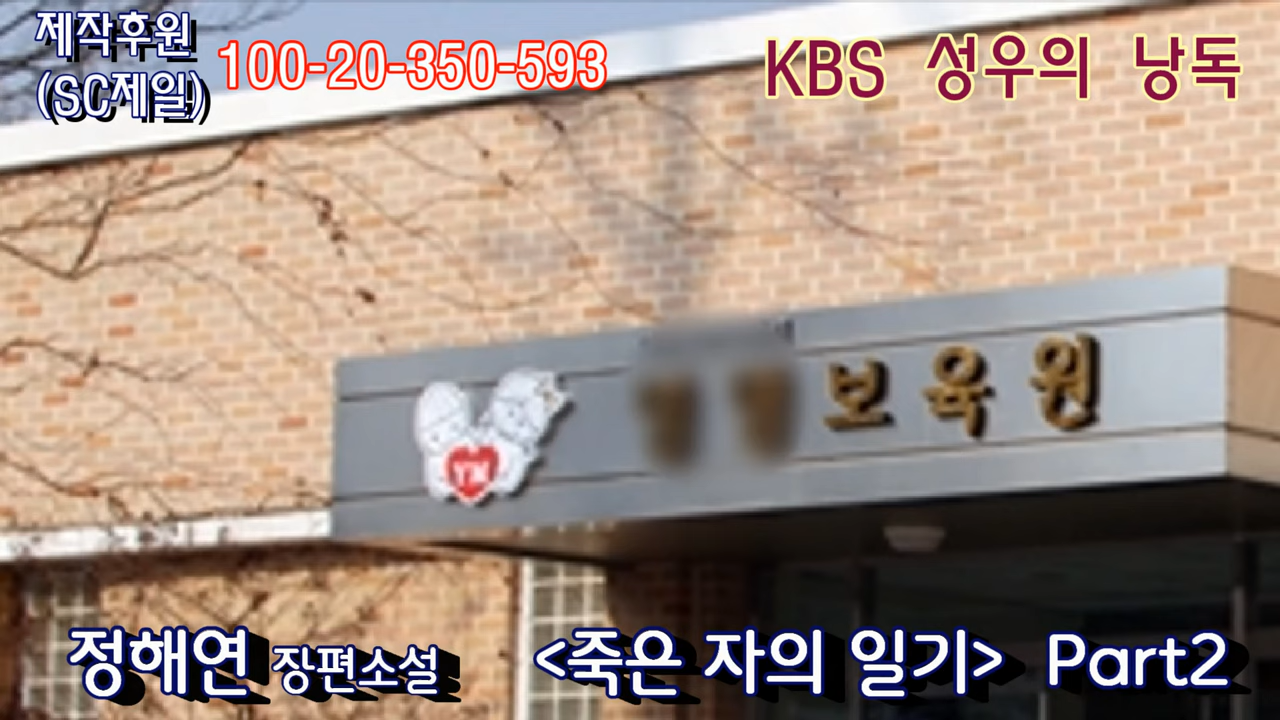 제작후원
(SC제일)
100-20-350-593
KBS 성우의 낭독
보육원
YM
정해연 장편소설 <죽은 자의 일기> Part2